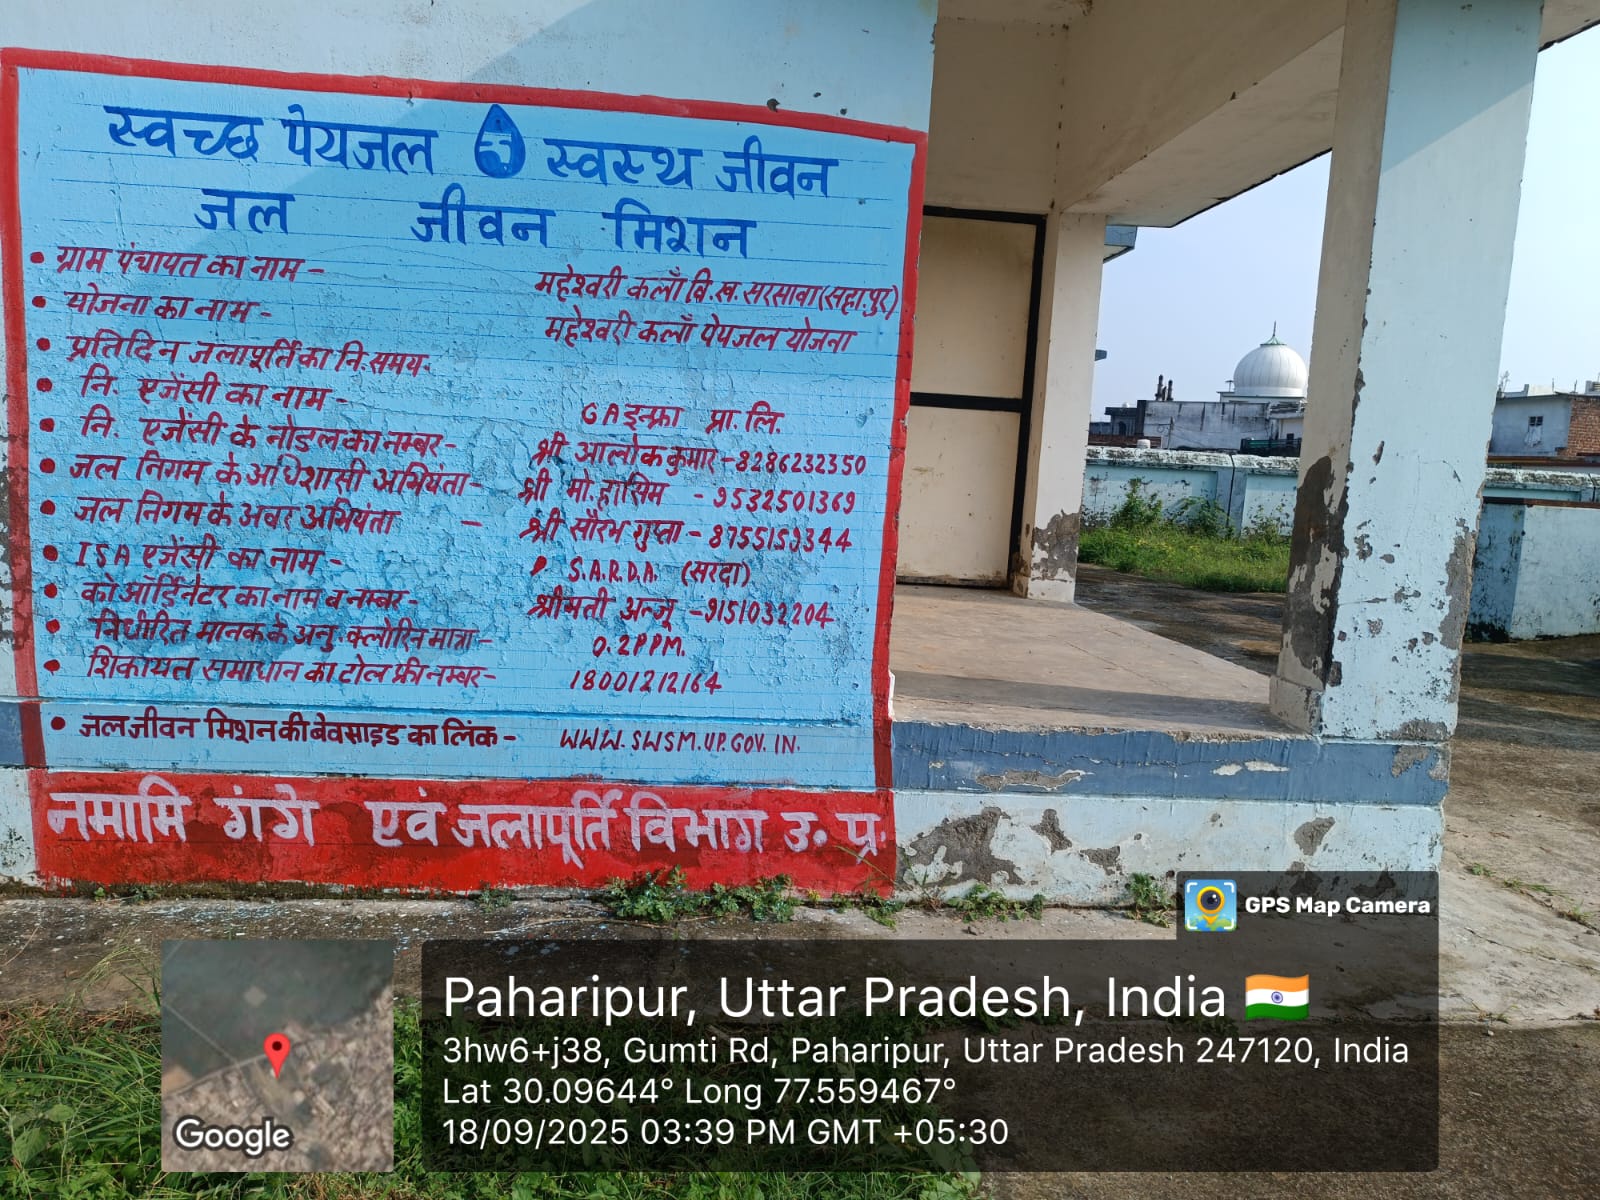 स्वच्छ पेयजल स्वस्थ जीवन
जल जीवन मिशन
• ग्राम पंचायत का नाम - महेश्वरी कलाँ वि.ख. सरसावा (सहा.पुर)
• योजना का नाम - महेश्वरी कलाँ पेयजल योजना
• प्रतिदिन जलापूर्ति का नि. समय-
• नि. एजेंसी का नाम - GA इन्फ्रा प्रा. लि.
• नि. एजेंसी के नोडल का नम्बर- श्री आलोक कुमार-8286232350
• जल निगम के अधिशासी अभियंता- श्री मो. हासिम - 9532501369
• जल निगम के अवर अभियंता - श्री सौरभ गुप्ता - 8755159344
• ISA एजेंसी का नाम - S.A.R.D.A. (सरदा)
• को ऑर्डिनेटर का नाम व नम्बर- श्रीमती अन्जू -9151032204
• निर्धारित मानक के अनु. क्लोरिन मात्रा- 0.2PPM.
• शिकायत समाधान का टोल फ्री नम्बर- 18001212164
• जल जीवन मिशन की बेवसाइड का लिंक- WWW.SWSM.UP.GOV.IN.
नमामि गंगे एवं जलापूर्ति विभाग उ॰ प्र.
GPS Map Camera
Paharipur, Uttar Pradesh, India
3hw6+j38, Gumti Rd, Paharipur, Uttar Pradesh 247120, India
Lat 30.09644° Long 77.559467°
18/09/2025 03:39 PM GMT +05:30
Google